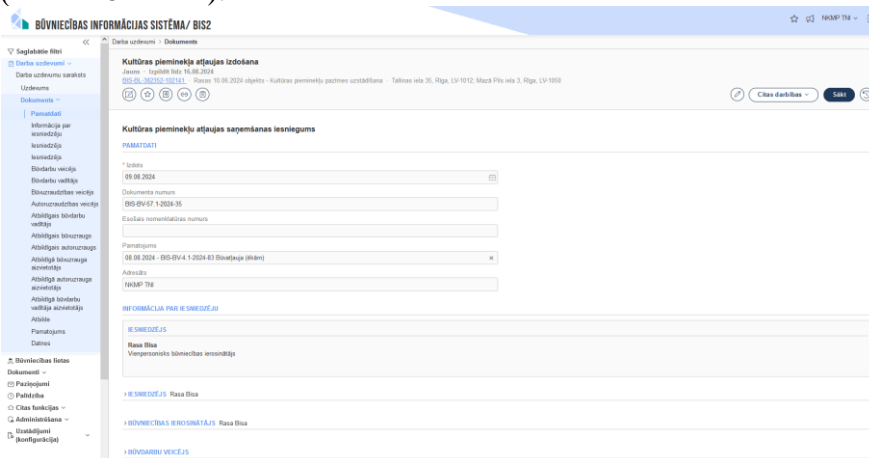 BŪVNIECĪBAS INFORMĀCIJAS SISTĒMA/ BIS2
NKMP TNI
Saglabātie filtri
Darba uzdevumi
Darba uzdevumu saraksts
Uzdevums
Dokuments
Pamatdati
Informācija par
iesniedzēju
Iesniedzējs
Iesniedzējs
Būvdarbu veicējs
Būvdarbu vadītājs
Būvuzraudzības veicējs
Autoruzraudzības veicējs
Atbildīgais būvdarbu
vadītājs
Atbildīgais būvuzraugs
Atbildīgais autoruzraugs
Atbildīgā būvuzrauga
aizvietotājs
Atbildīgā autoruzrauga
aizvietotājs
Atbildīgā būvdarbu
vadītāja aizvietotājs
Atbilde
Pamatojums
Datnes
Būvniecības lietas
Dokumenti
Paziņojumi
Palīdzība
Citas funkcijas
Administrēšana
Uzstādījumi
(konfigurācija)
Darba uzdevumi > Dokuments
Kultūras pieminekļu atļaujas izdošana
Jauns - Izpildīt līdz 16.08.2024
BIS-BL-382352-102141 - Rasas 10.06.2024 objekts - Kultūras pieminekļu pazīmes uzstādīšana - Tallinas iela 35, Rīga, LV-1012, Mazā Pils iela 3, Rīga, LV-1050
Citas darbības
Sākt
Kultūras pieminekļu atļaujas saņemšanas iesniegums
PAMATDATI
* Izdots
09.08.2024
Dokumenta numurs
BIS-BV-57.1-2024-35
Esošais nomenklatūras numurs
Pamatojums
08.08.2024 - BIS-BV-4.1-2024-83 Būvatļauja (ēkām) ×
Adresāts
NKMP TNI
INFORMĀCIJA PAR IESNIEDZĒJU
IESNIEDZĒJS
Rasa Bisa
Vienpersonisks būvniecības ierosinātājs
> IESNIEDZĒJS Rasa Bisa
> BŪVNIECĪBAS IEROSINĀTĀJS Rasa Bisa
> BŪVDARBU VEICĒJS